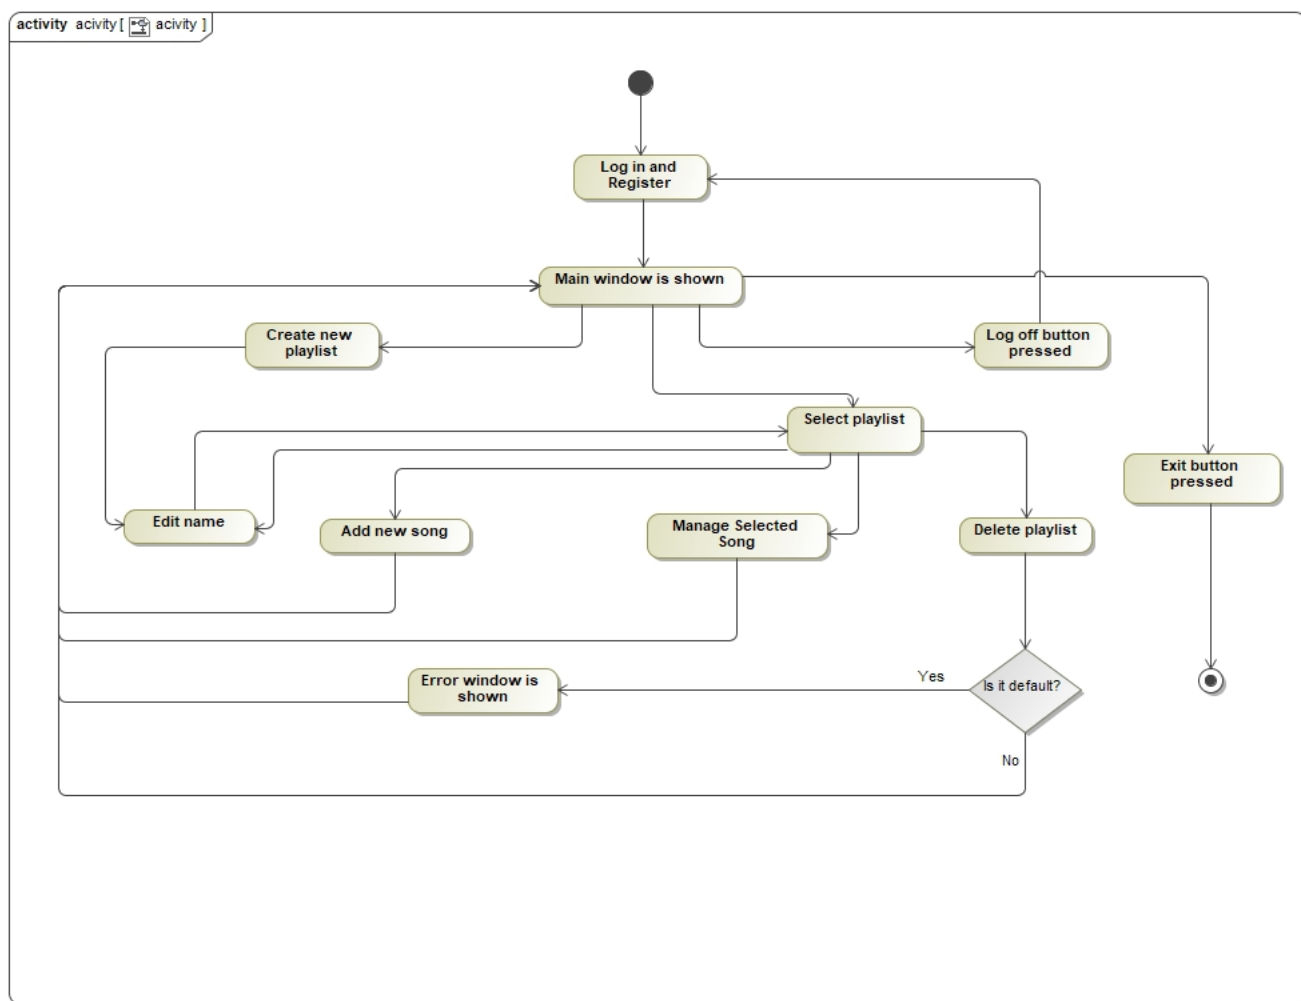 activity acivity [ acivity ]
Log in and
Register
Main window is shown
Create new
playlist
Log off button
pressed
Select playlist
Exit button
pressed
Edit name
Add new song
Manage Selected
Song
Delete playlist
Error window is
shown
Yes
Is it default?
No